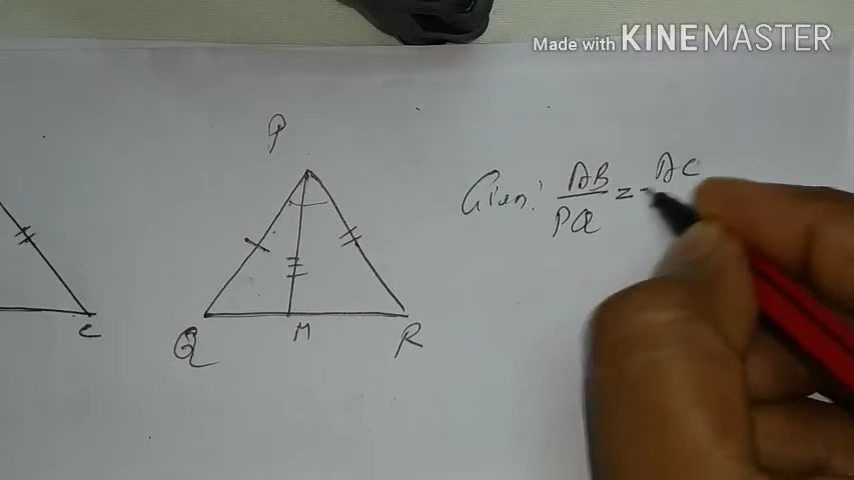 Made with KINEMASTER
P
Given: AB/PQ = AC
Q M R
C